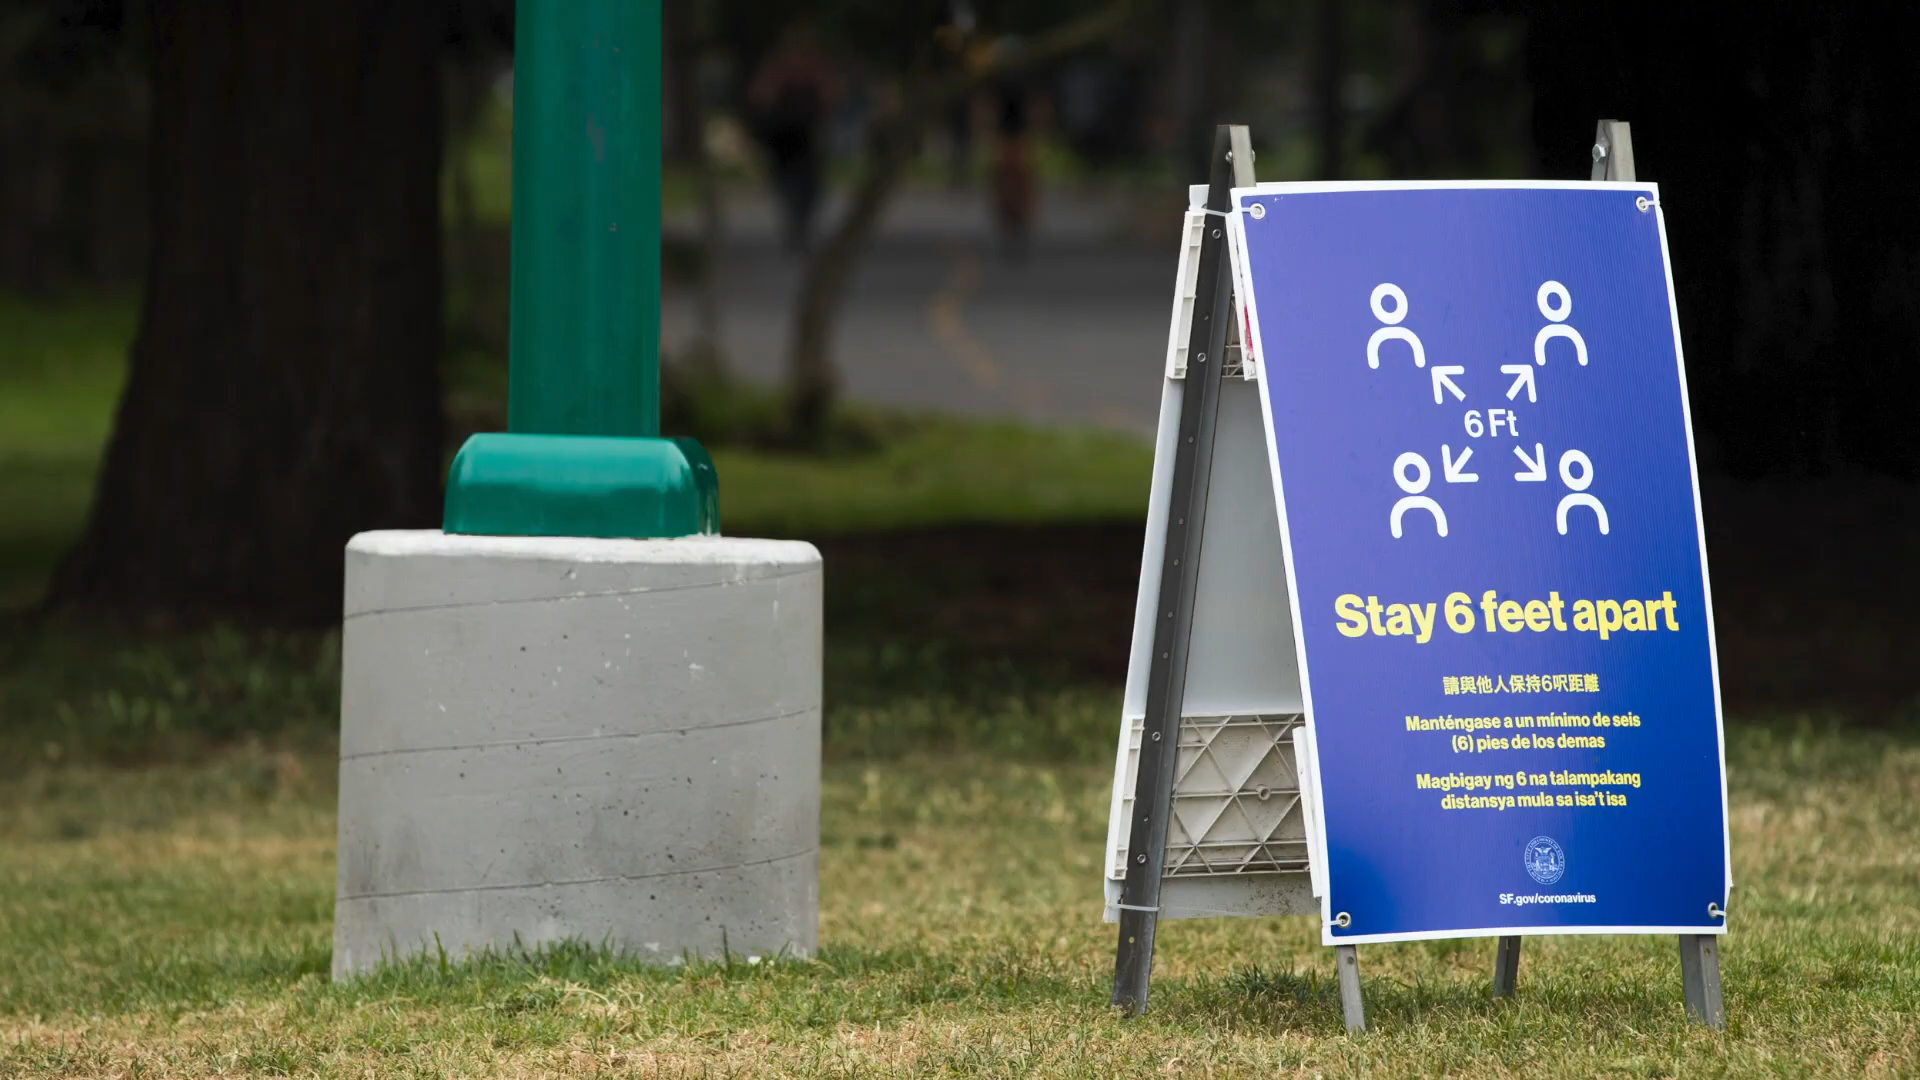 6 Ft
Stay 6 feet apart
請與他人保持6呎距離
Manténgase a un mínimo de seis
(6) pies de los demas
Magbigay ng 6 na talampakang
distansya mula sa isa't isa
SF.gov/coronavirus